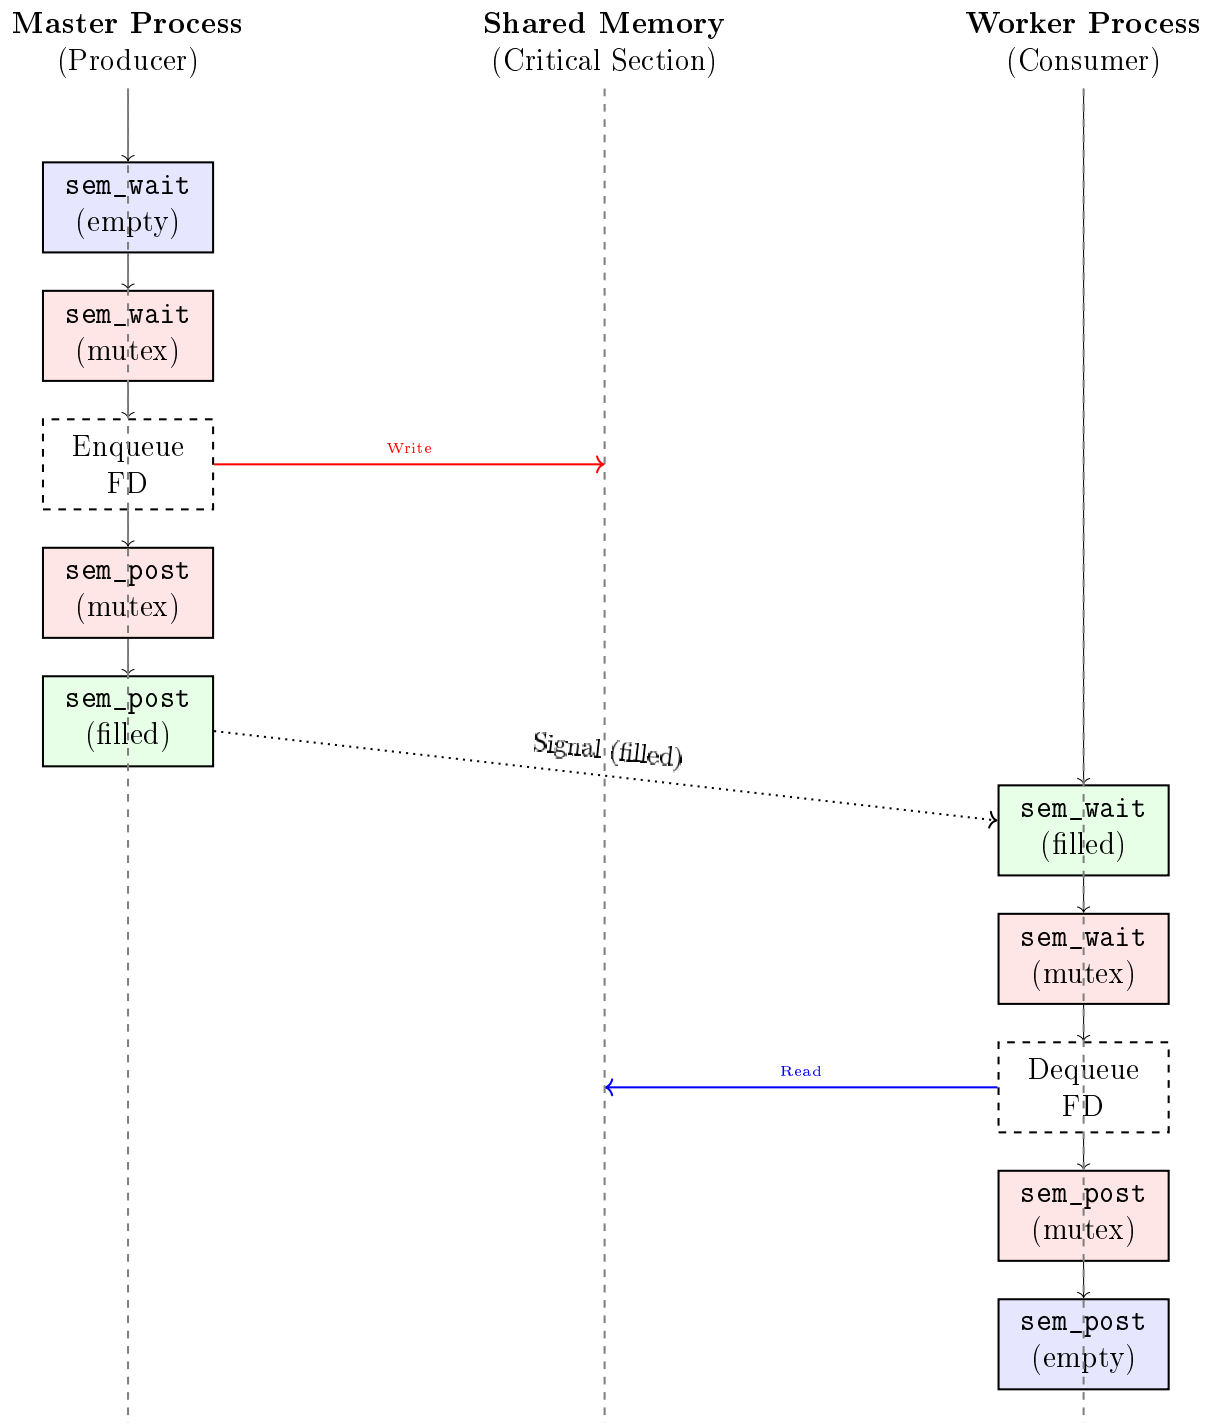 Master Process
(Producer)
Shared Memory
(Critical Section)
Worker Process
(Consumer)
sem_wait
(empty)
sem_wait
(mutex)
Enqueue
FD
Write
sem_post
(mutex)
sem_post
(filled)
Signal (filled)
sem_wait
(filled)
sem_wait
(mutex)
Dequeue
FD
Read
sem_post
(mutex)
sem_post
(empty)